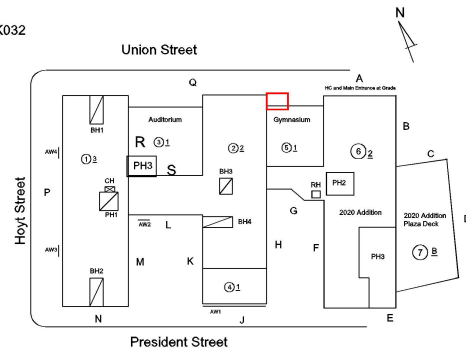 K032
N
Union Street
Q
A
HC and Main Entrance at Grade
BH1
Auditorium
Gymnasium
B
R
3 1
2 2
5 1
6 2
AW4
1 3
PH3
S
C
P
CH
BH3
RH
PH2
PH1
G
2020 Addition
2020 Addition
Plaza Deck
D
Hoyt Street
AW2
L
BH4
AW3
M
K
H
F
7 B
BH2
PH3
4 1
AW1
N
J
E
President Street